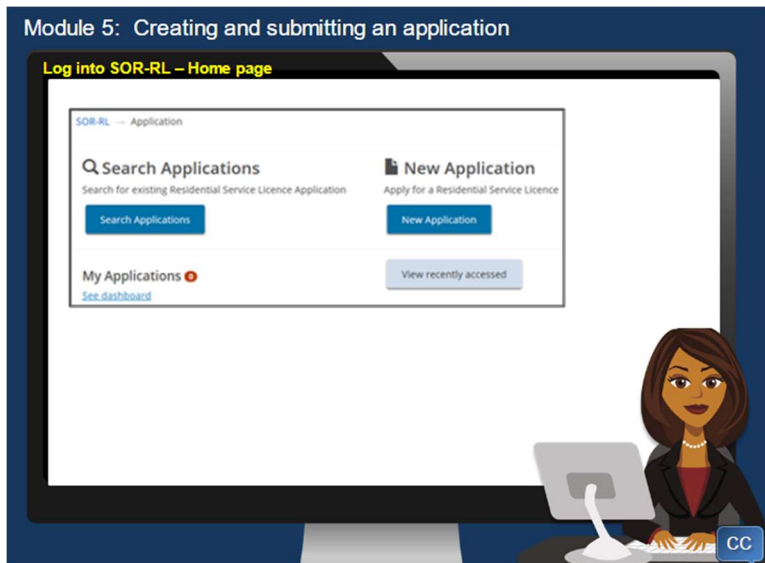 Module 5: Creating and submitting an application
Log into SOR-RL – Home page
SOR-RL → Application
Search Applications
Search for existing Residential Service Licence Application
Search Applications
New Application
Apply for a Residential Service Licence
New Application
My Applications 0
See dashboard
View recently accessed
CC